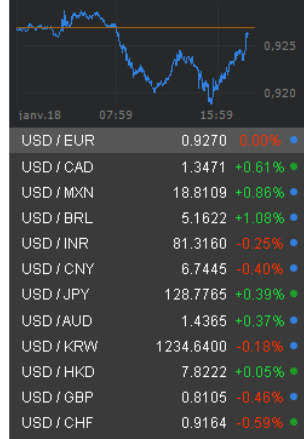 0,925
0,920
janv.18 07:59 15:59
USD / EUR 0.9270 0.00%
USD / CAD 1.3471 +0.61%
USD / MXN 18.8109 +0.86%
USD / BRL 5.1622 +1.08%
USD / INR 81.3160 -0.25%
USD / CNY 6.7445 -0.40%
USD / JPY 128.7765 +0.39%
USD / AUD 1.4365 +0.37%
USD / KRW 1234.6400 -0.18%
USD / HKD 7.8222 +0.05%
USD / GBP 0.8105 -0.46%
USD / CHF 0.9164 -0.59%